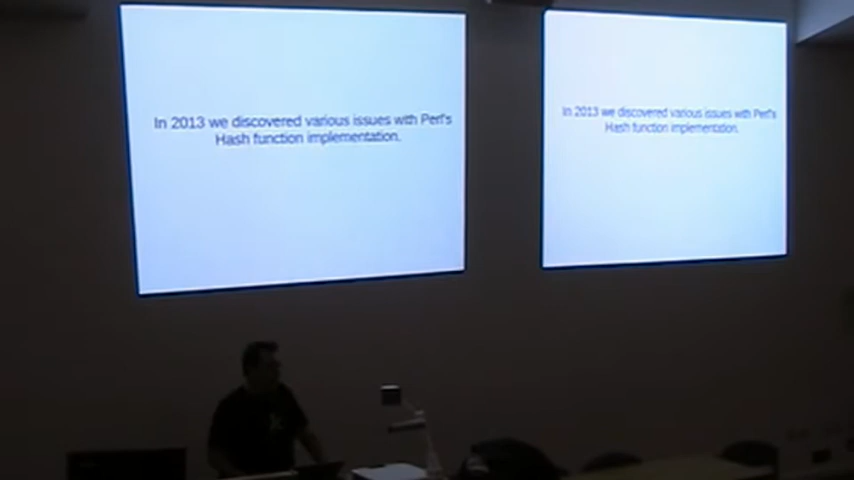 In 2013 we discovered various issues with Perl's
Hash function implementation.
In 2013 we discovered various issues with Perl's
Hash function implementation.